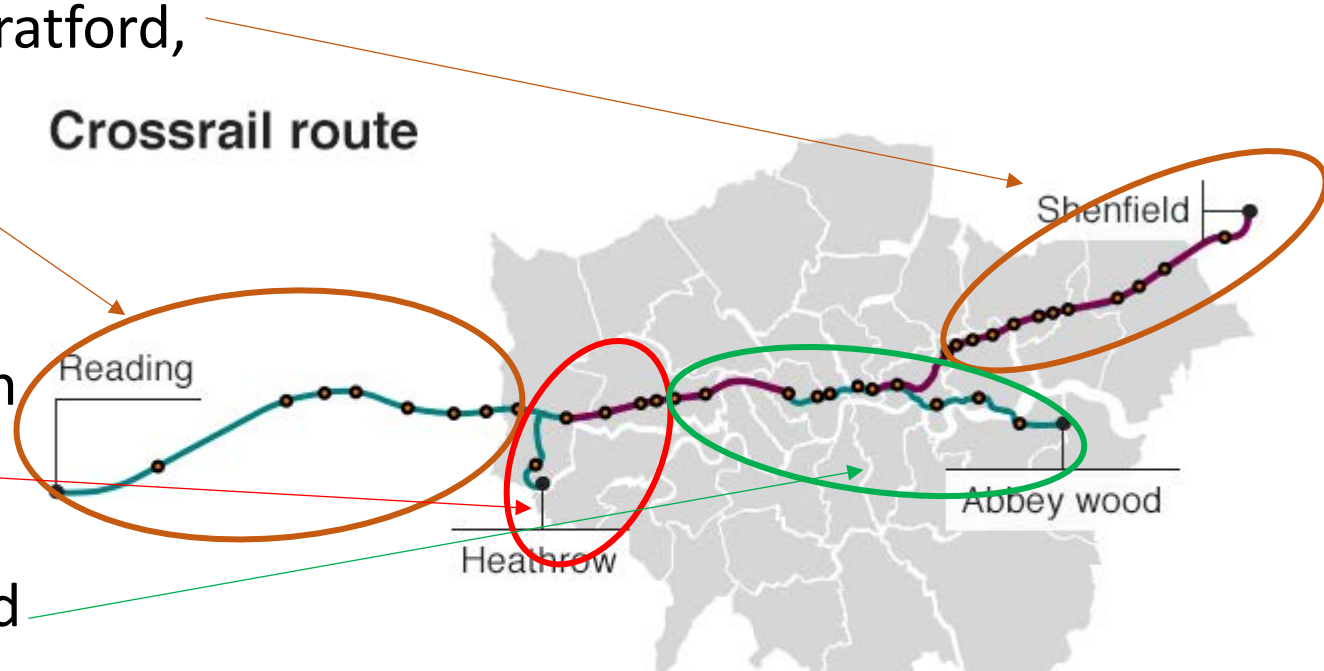 ratford,
Crossrail route
Shenfield
Reading
n
Heathrow
Abbey wood
d